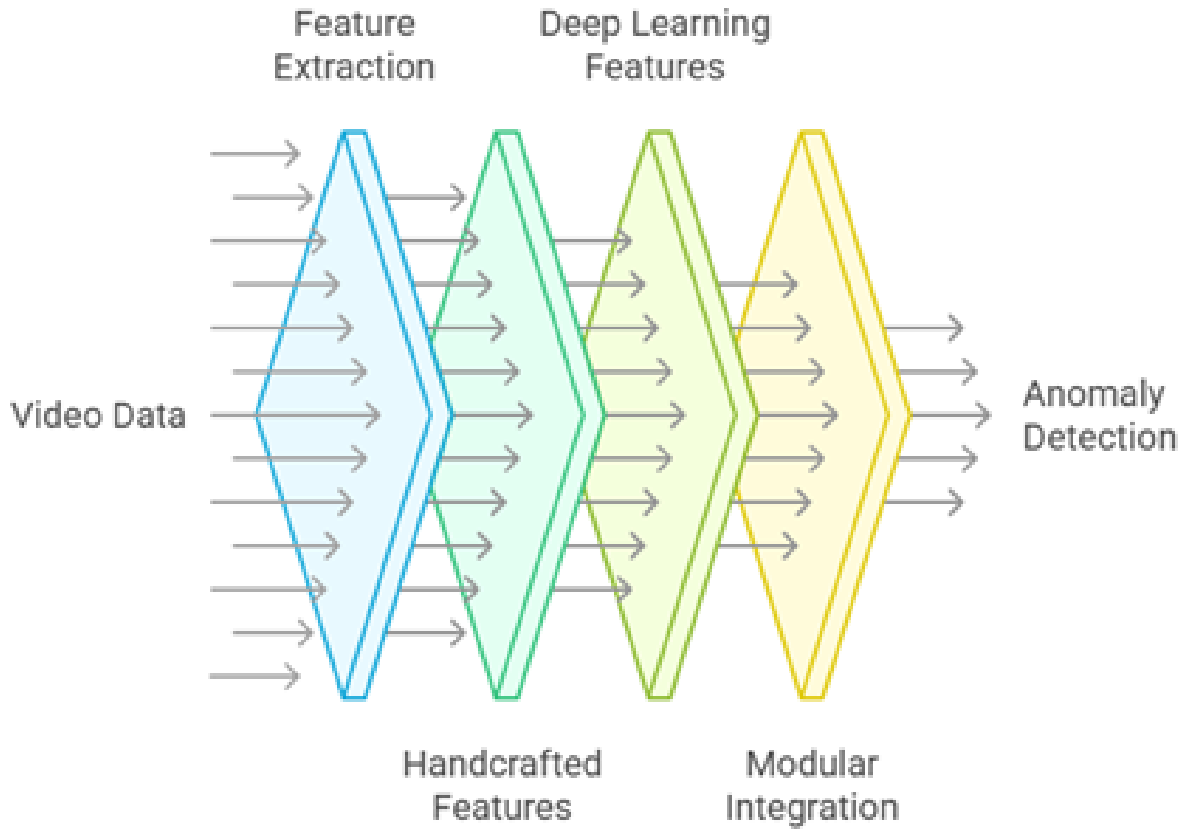 Feature
Extraction
Deep Learning
Features
Video Data
Anomaly
Detection
Handcrafted
Features
Modular
Integration